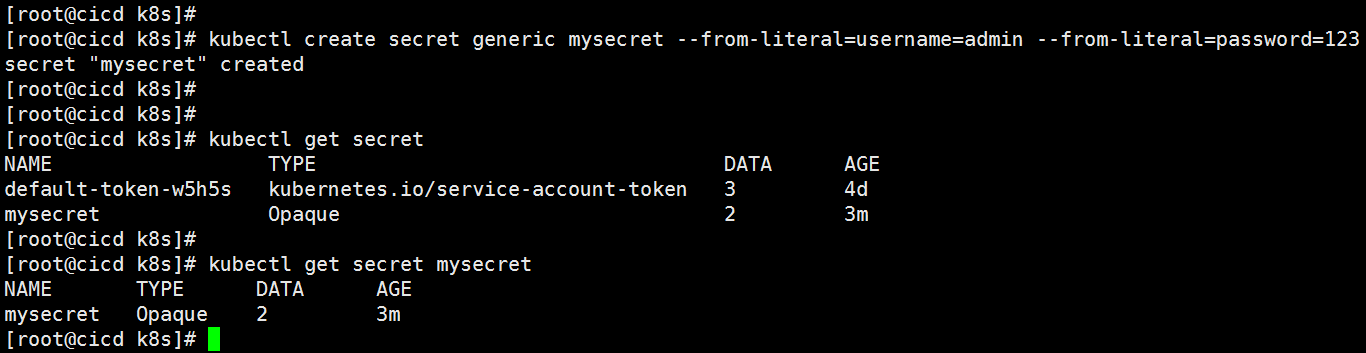 [root@cicd k8s]#
[root@cicd k8s]# kubectl create secret generic mysecret --from-literal=username=admin --from-literal=password=123
secret "mysecret" created
[root@cicd k8s]#
[root@cicd k8s]#
[root@cicd k8s]# kubectl get secret
NAME                  TYPE                                  DATA      AGE
default-token-w5h5s   kubernetes.io/service-account-token   3         4d
mysecret              Opaque                                2         3m
[root@cicd k8s]#
[root@cicd k8s]# kubectl get secret mysecret
NAME       TYPE      DATA      AGE
mysecret   Opaque    2         3m
[root@cicd k8s]#